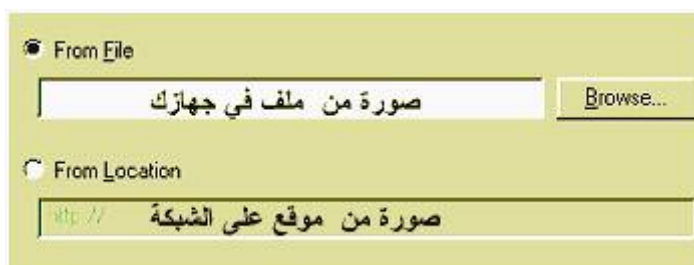 From File
صورة من ملف في جهازك Browse...
From Location
http:// صورة من موقع على الشبكة